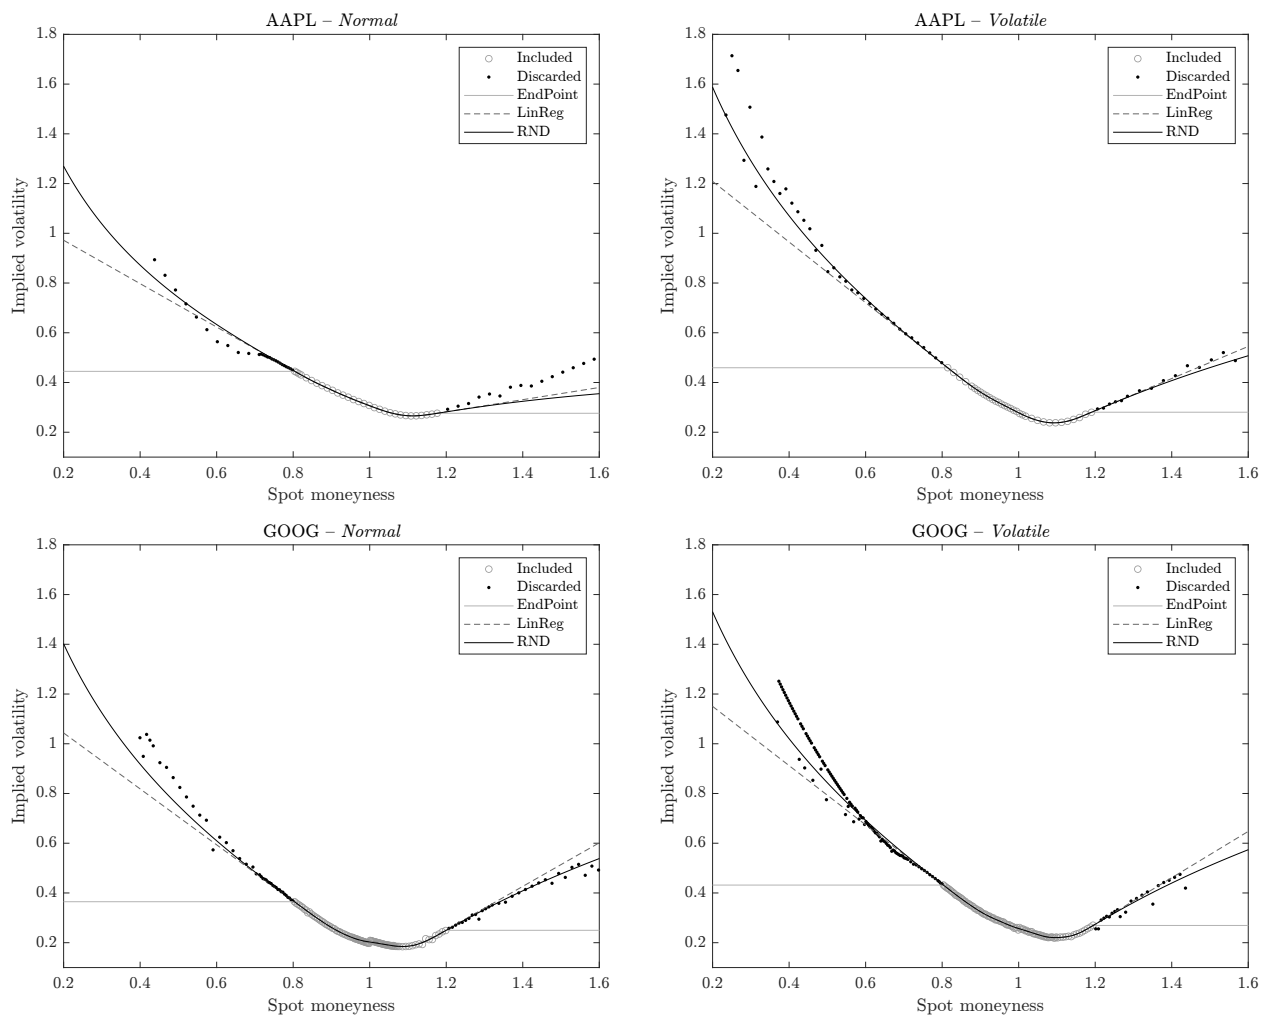 AAPL – Normal
1.8
1.6
1.4
1.2
1
0.8
0.6
0.4
0.2
Implied volatility
Included
Discarded
EndPoint
LinReg
RND
0.2 0.4 0.6 0.8 1 1.2 1.4 1.6
Spot moneyness
AAPL – Volatile
1.8
1.6
1.4
1.2
1
0.8
0.6
0.4
0.2
Implied volatility
Included
Discarded
EndPoint
LinReg
RND
0.2 0.4 0.6 0.8 1 1.2 1.4 1.6
Spot moneyness
GOOG – Normal
1.8
1.6
1.4
1.2
1
0.8
0.6
0.4
0.2
Implied volatility
Included
Discarded
EndPoint
LinReg
RND
0.2 0.4 0.6 0.8 1 1.2 1.4 1.6
Spot moneyness
GOOG – Volatile
1.8
1.6
1.4
1.2
1
0.8
0.6
0.4
0.2
Implied volatility
Included
Discarded
EndPoint
LinReg
RND
0.2 0.4 0.6 0.8 1 1.2 1.4 1.6
Spot moneyness